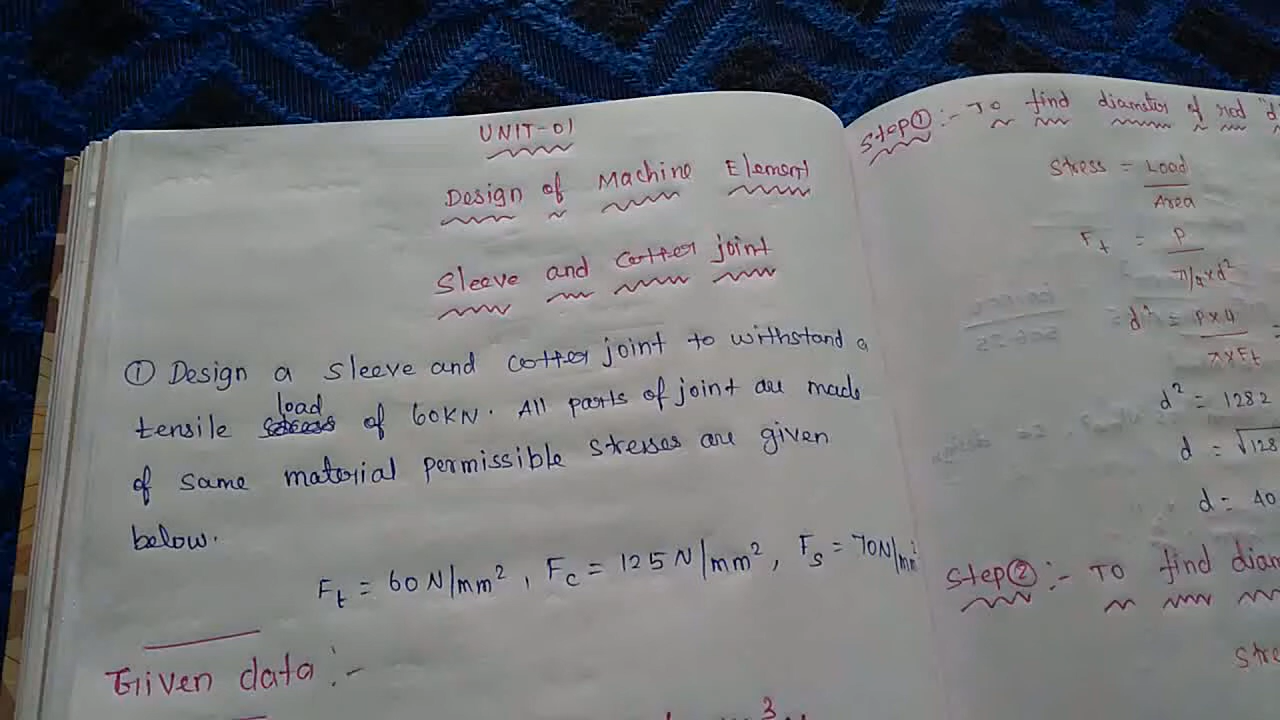 UNIT-01
Design of Machine Element
Sleeve and cotter joint
① Design a sleeve and cotter joint to withstand a
tensile load of 60KN. All parts of joint are made
of same material permissible stresses are given
below.
Ft = 60 N/mm², Fc = 125 N/mm², Fs = 70N/mm²
Given data :-
3
Step① :- To find diameter of rod "d
Stress = Load
Area
Ft = P
π/4 x d²
d² = P x 4 =
π x Ft
d² = 1282
d = √128
d = 40
Step② :- TO find diam
Stre